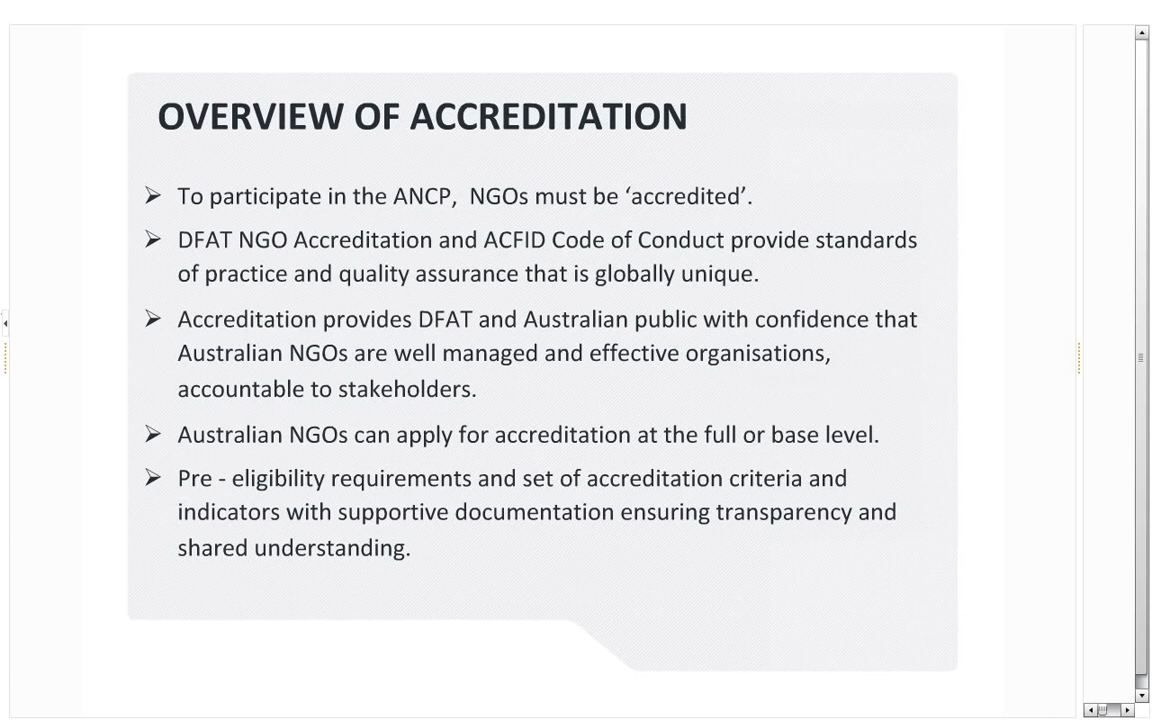 OVERVIEW OF ACCREDITATION
➢ To participate in the ANCP,  NGOs must be ‘accredited’.
➢ DFAT NGO Accreditation and ACFID Code of Conduct provide standards
of practice and quality assurance that is globally unique.
➢ Accreditation provides DFAT and Australian public with confidence that
Australian NGOs are well managed and effective organisations,
accountable to stakeholders.
➢ Australian NGOs can apply for accreditation at the full or base level.
➢ Pre - eligibility requirements and set of accreditation criteria and
indicators with supportive documentation ensuring transparency and
shared understanding.